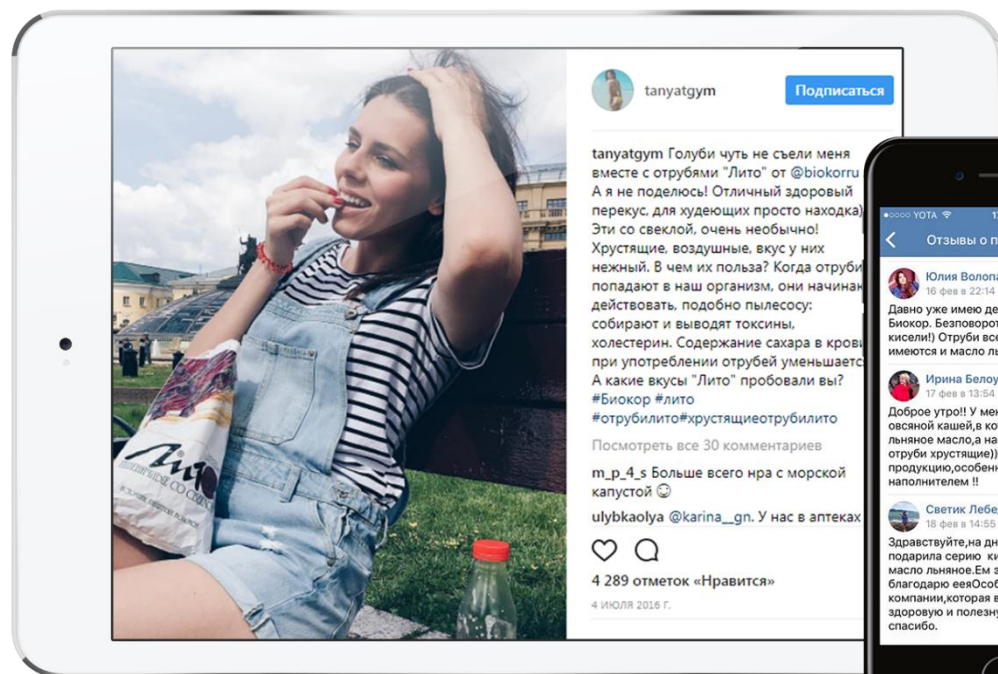 tanyatgym
Подписаться
tanyatgym Голуби чуть не съели меня
вместе с отрубями "Лито" от @biokorru
А я не поделюсь! Отличный здоровый
перекус, для худеющих просто находка)
Эти со свеклой, очень необычно!
Хрустящие, воздушные, вкус у них
нежный. В чем их польза? Когда отруби
попадают в наш организм, они начинаю
действовать, подобно пылесосу:
собирают и выводят токсины,
холестерин. Содержание сахара в крови
при употреблении отрубей уменьшаетс
А какие вкусы "Лито" пробовали вы?
#Биокор #лито
#отрубилито#хрустящиеотрубилито
Посмотреть все 30 комментариев
m_p_4_s Больше всего нра с морской
капустой
ulybkaolya @karina__gn. У нас в аптеках
4 289 отметок «Нравится»
4 ИЮЛЯ 2016 Г.
Лито
YOTA
Отзывы о п
Юлия Волопа
16 фев в 22:14
Давно уже имею де
Биокор. Безповорот
кисели!) Отруби все
имеются и масло ль
Ирина Белоу
17 фев в 13:54
Доброе утро!! У мен
овсяной кашей,в ко
льняное масло,а на
отруби хрустящие))
продукцию,особенн
наполнителем !!
Светик Лебед
18 фев в 14:55
Здравствуйте,на дн
подарила серию ки
масло льняное.Ем з
благодарю ееяОсоб
компании,которая в
здоровую и полезну
спасибо.